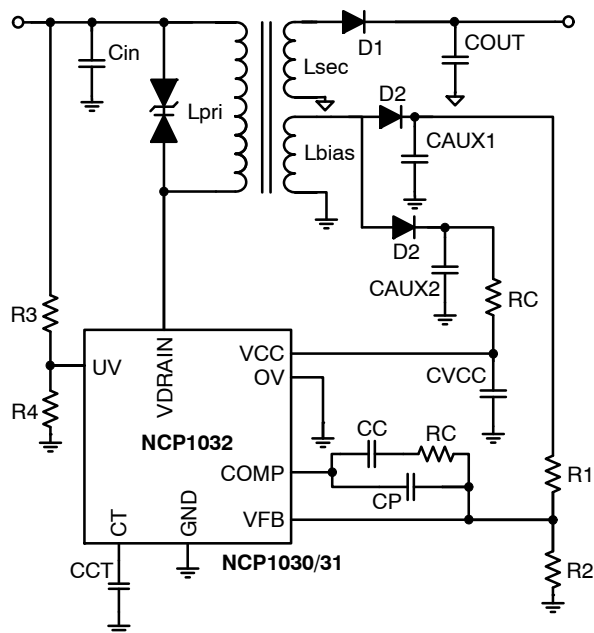 Cin
Lpri
Lsec
D1
COUT
Lbias
D2
CAUX1
D2
CAUX2
RC
R3
R4
UV
VDRAIN
VCC
OV
CVCC
NCP1032
COMP
CC
RC
CP
VFB
R1
R2
CT
GND
CCT
NCP1030/31